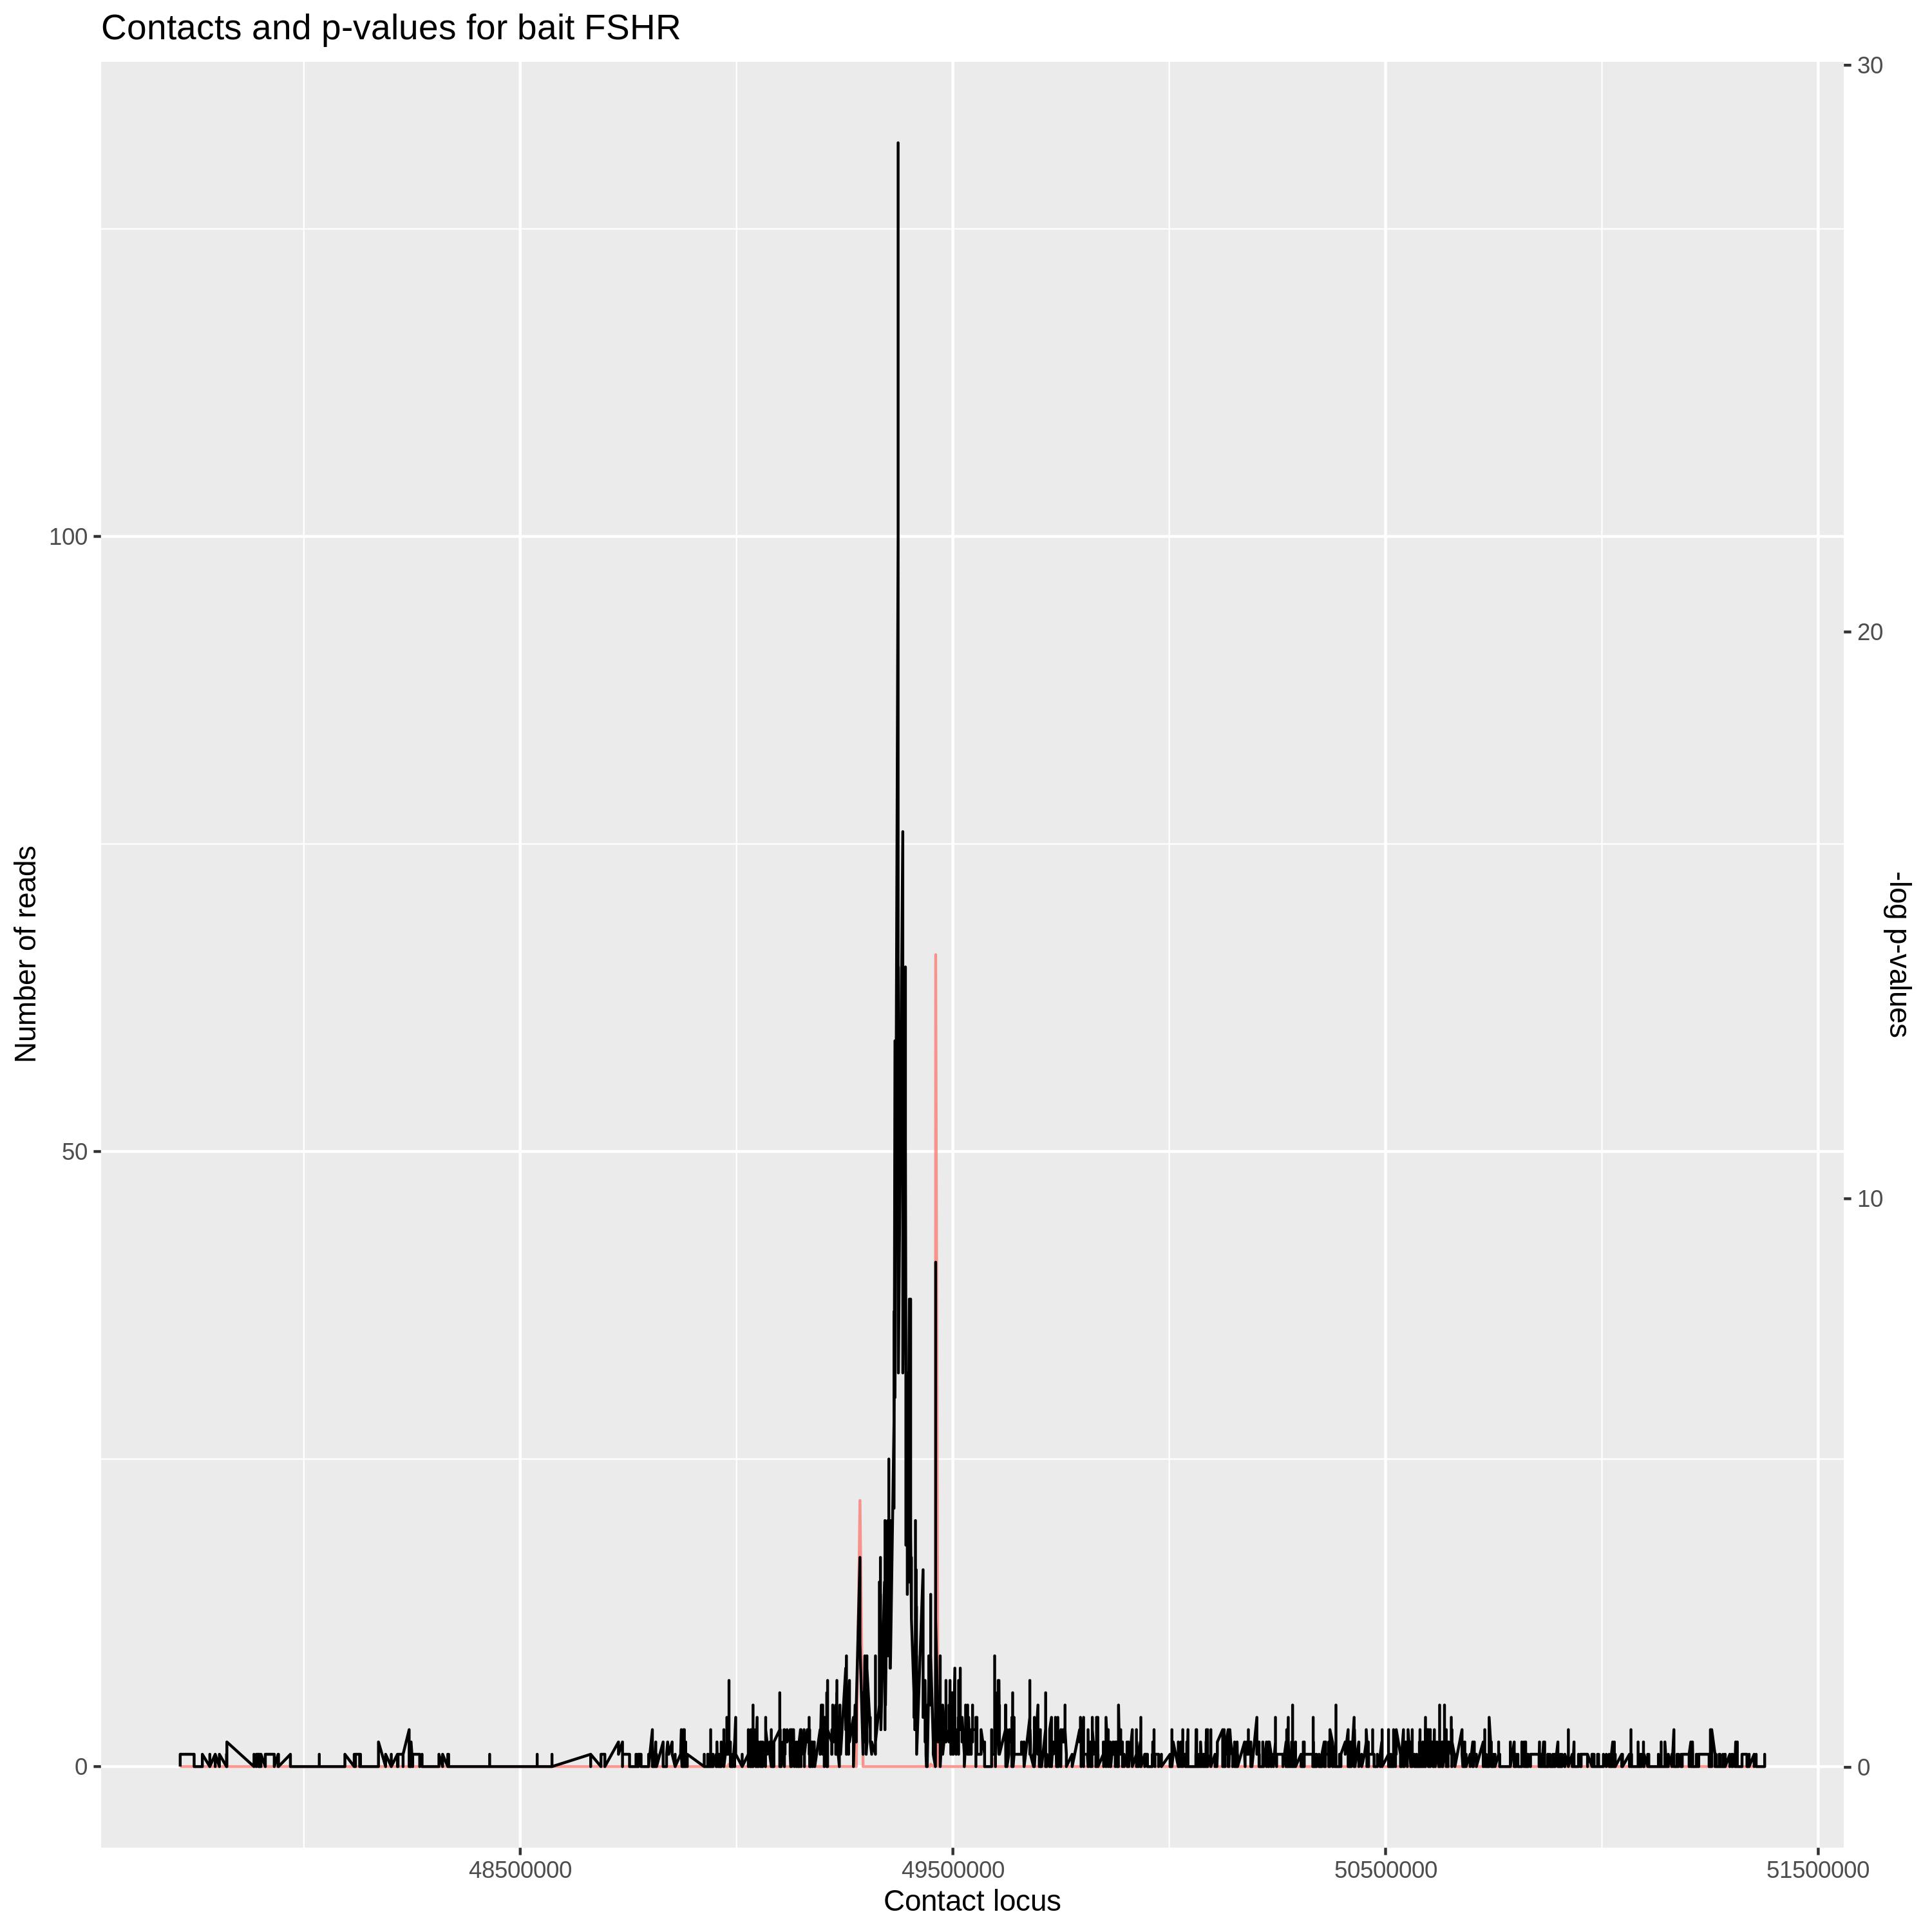 Contacts and p-values for bait FSHR
30
100
20
Number of reads
-log p-values
50
10
0
0
48500000
49500000
50500000
51500000
Contact locus